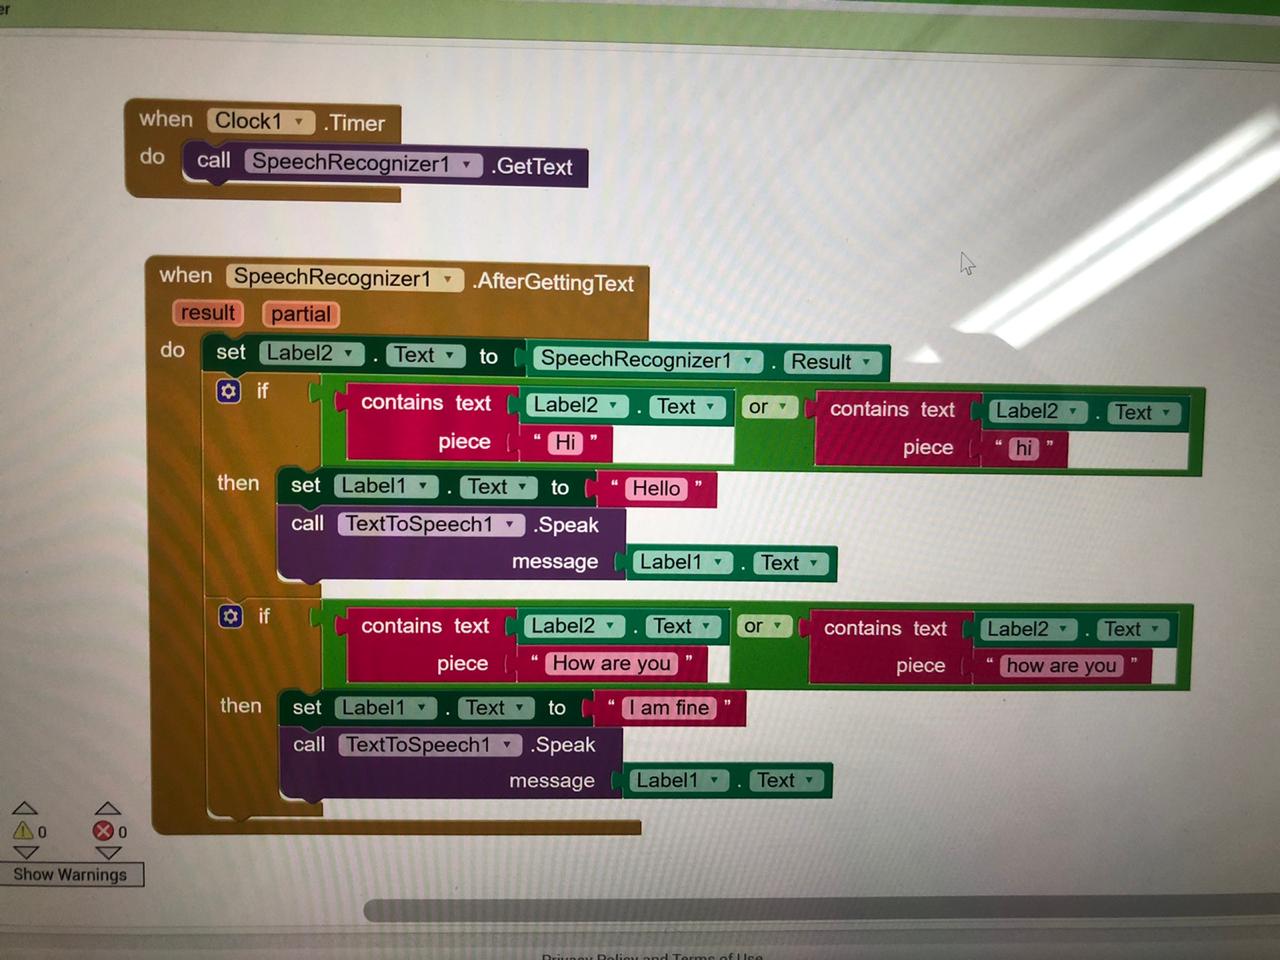 er
when Clock1 .Timer
do call SpeechRecognizer1 .GetText
when SpeechRecognizer1 .AfterGettingText
result partial
do set Label2 . Text to SpeechRecognizer1 . Result
if contains text Label2 . Text or contains text Label2 . Text
piece " Hi " piece " hi "
then set Label1 . Text to " Hello "
call TextToSpeech1 .Speak
message Label1 . Text
if contains text Label2 . Text or contains text Label2 . Text
piece " How are you " piece " how are you "
then set Label1 . Text to " I am fine "
call TextToSpeech1 .Speak
message Label1 . Text
0 0
Show Warnings
Privacy Policy and Terms of Use